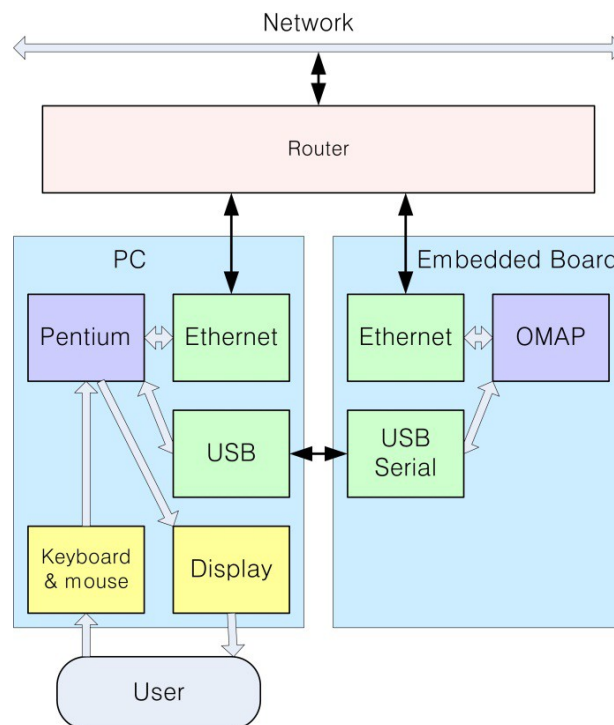 Network
Router
PC
Embedded Board
Pentium
Ethernet
Ethernet
OMAP
USB
USB
Serial
Keyboard
& mouse
Display
User